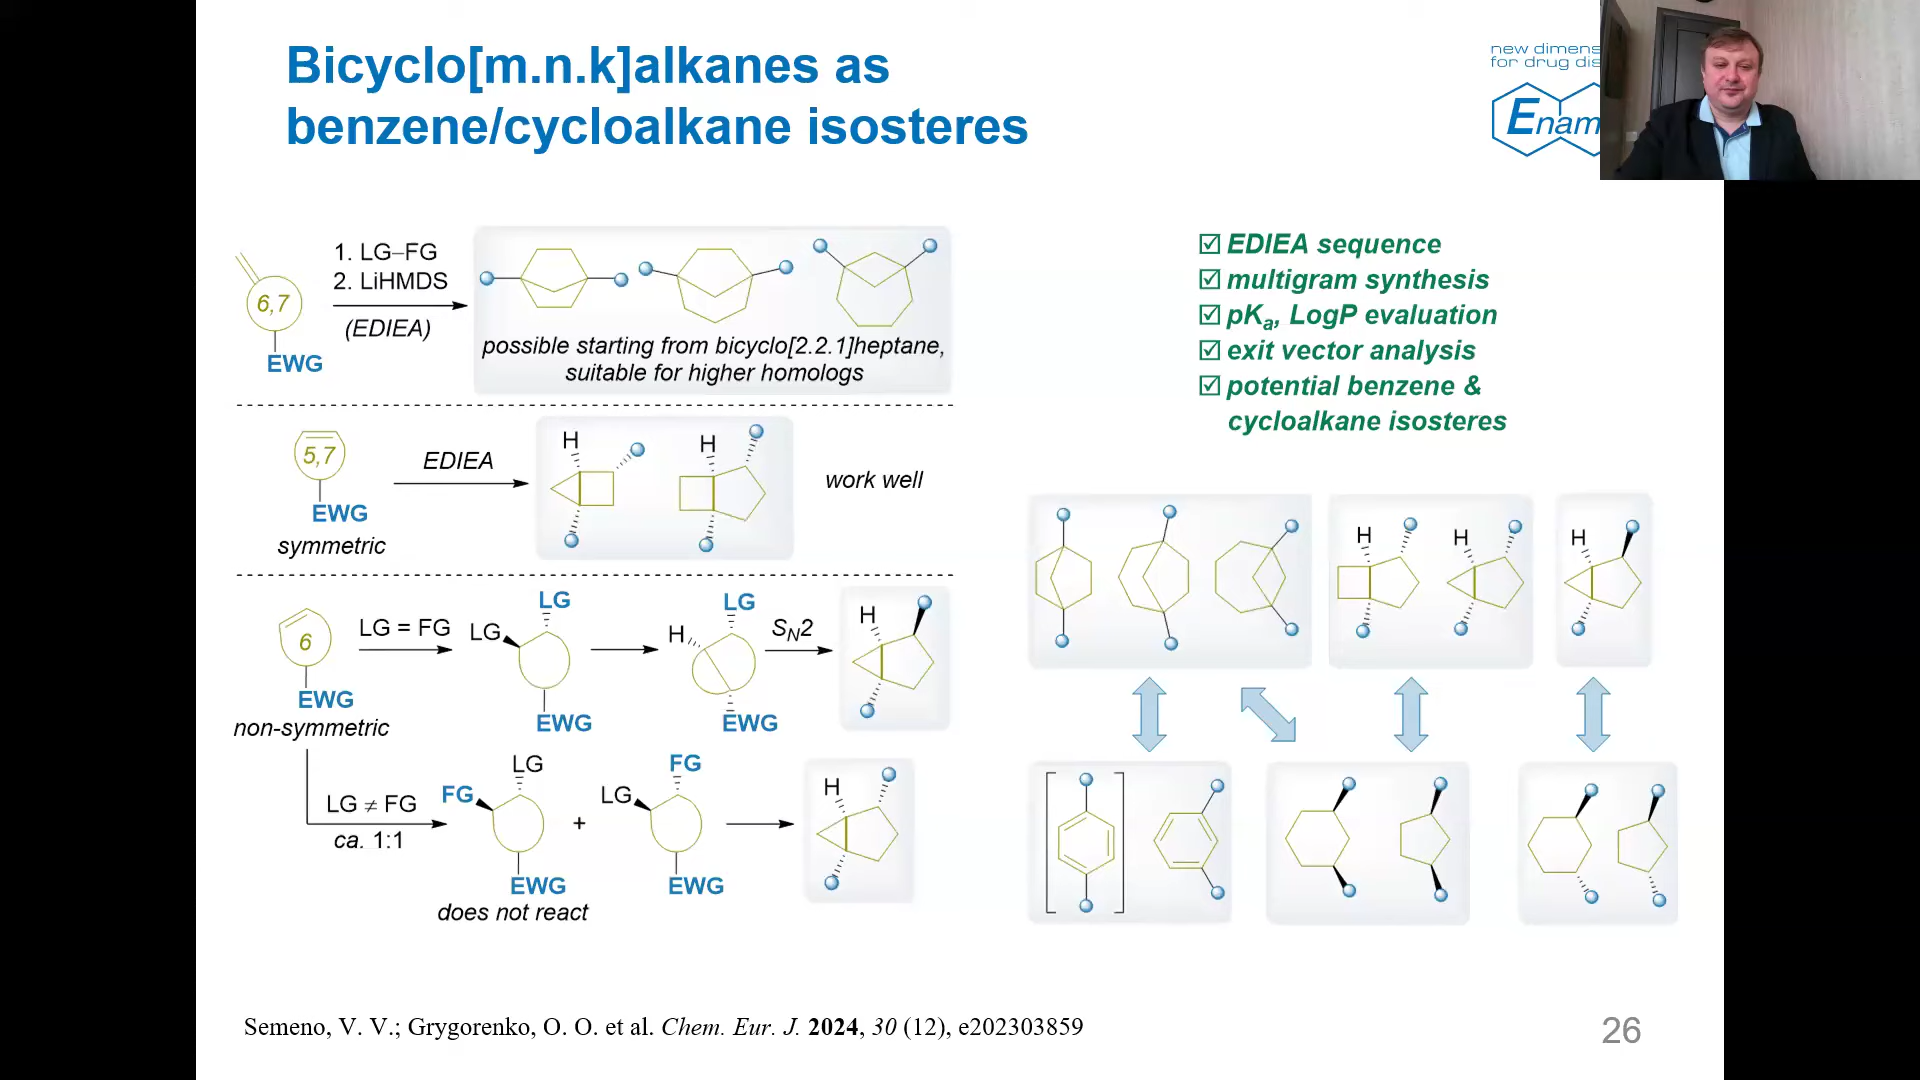 Bicyclo[m.n.k]alkanes as
benzene/cycloalkane isosteres
new dimens
for drug dis
Enam
1. LG–FG
2. LiHMDS
(EDIEA)
6,7
EWG
possible starting from bicyclo[2.2.1]heptane,
suitable for higher homologs
☑ EDIEA sequence
☑ multigram synthesis
☑ pKa, LogP evaluation
☑ exit vector analysis
☑ potential benzene &
cycloalkane isosteres
5,7
EWG
symmetric
EDIEA
H
H
work well
6
EWG
non-symmetric
LG = FG
LG
LG
EWG
H
LG
EWG
SN2
H
LG ≠ FG
ca. 1:1
LG
FG
EWG
does not react
+
FG
LG
EWG
H
H
H
H
Semeno, V. V.; Grygorenko, O. O. et al. Chem. Eur. J. 2024, 30 (12), e202303859
26